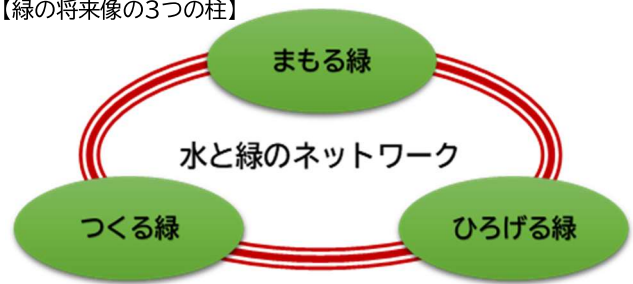 【緑の将来像の3つの柱】
まもる緑
水と緑のネットワーク
つくる緑
ひろげる緑